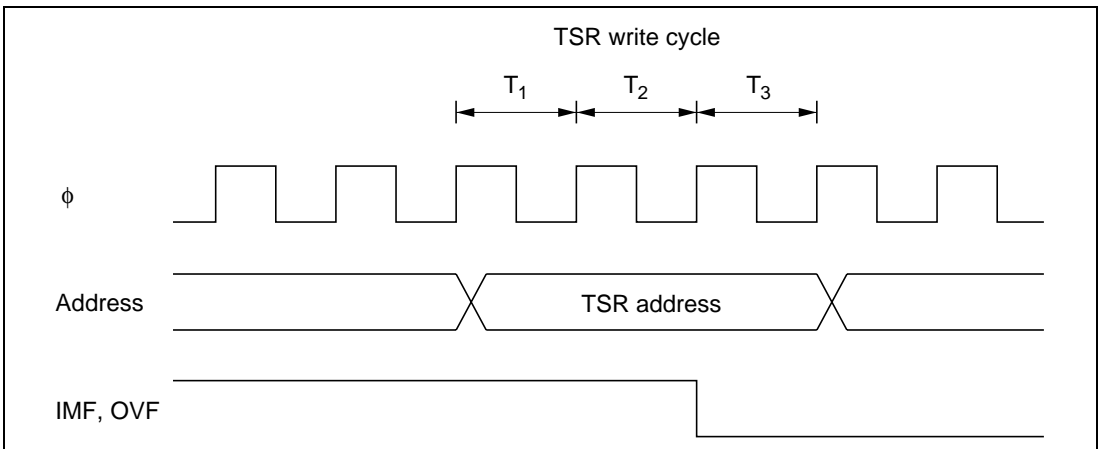 TSR write cycle
T1 T2 T3
ϕ
Address TSR address
IMF, OVF